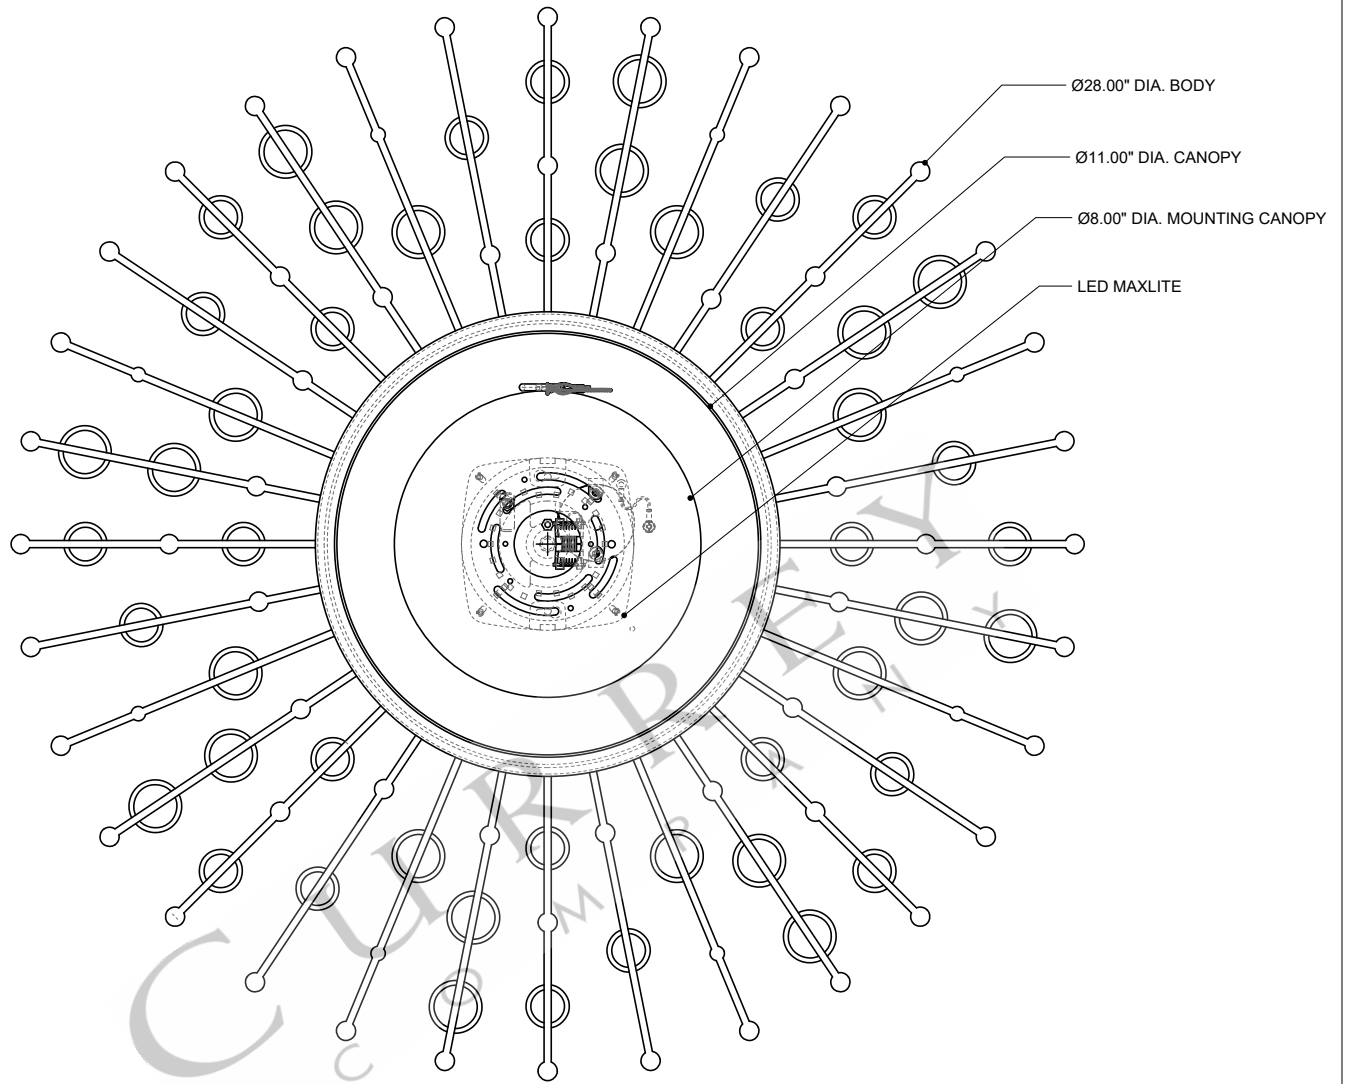 Ø28.00" DIA. BODY
Ø11.00" DIA. CANOPY
Ø8.00" DIA. MOUNTING CANOPY
LED MAXLITE
CURREY
COMPANY